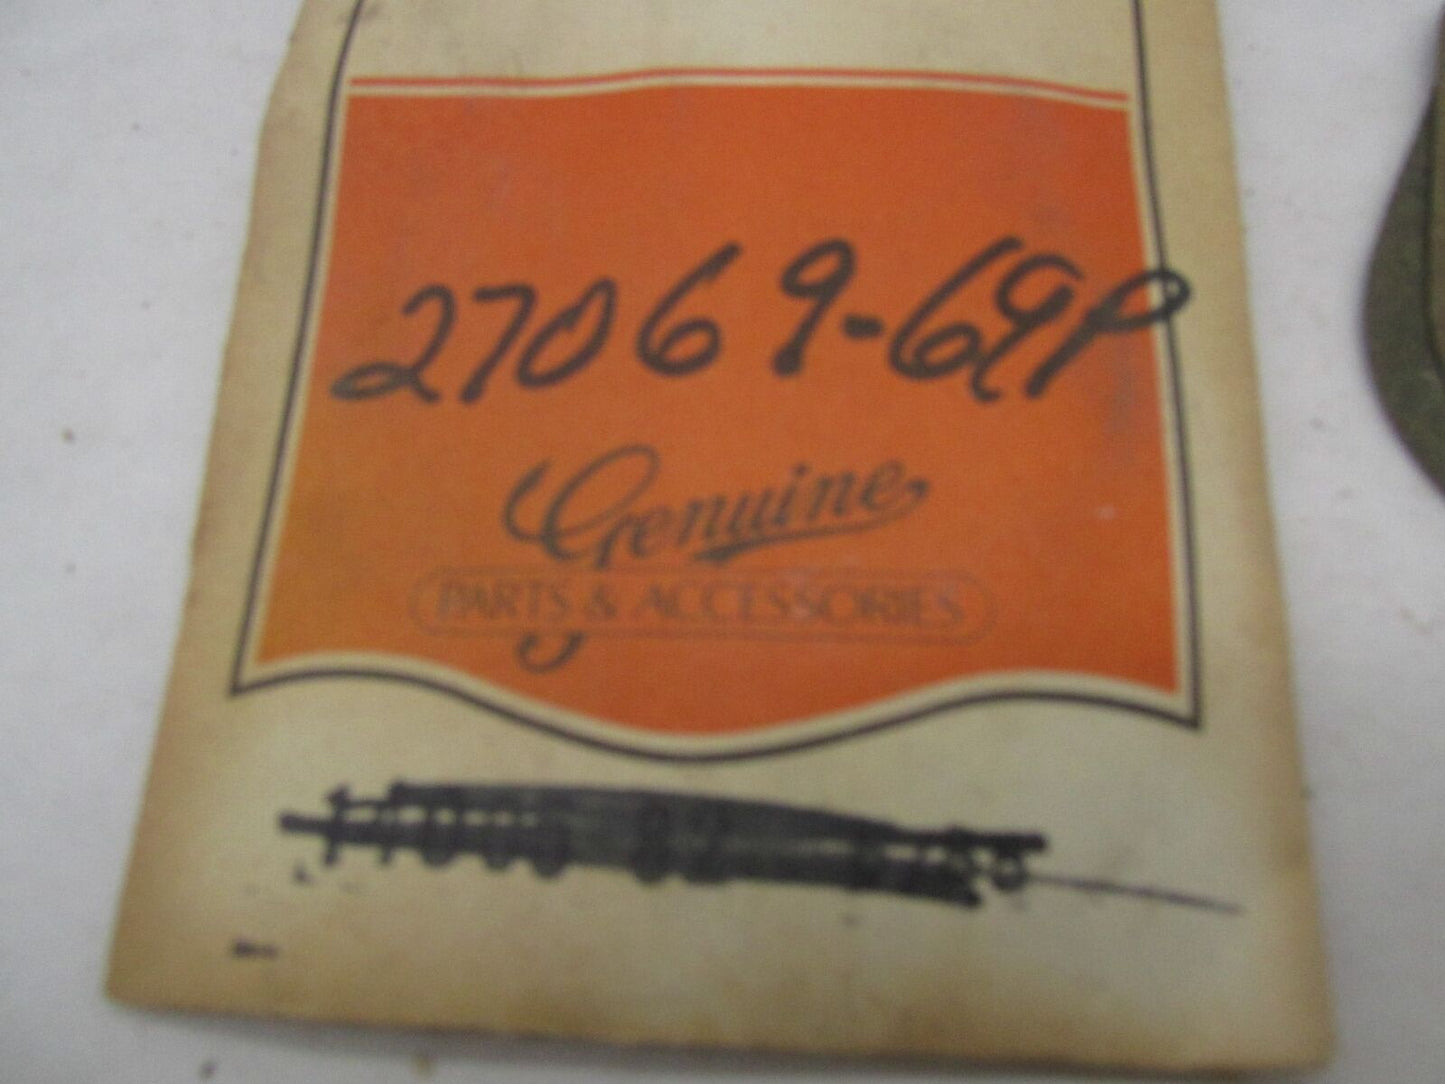 27069-69P
Genuine
PARTS & ACCESSORIES